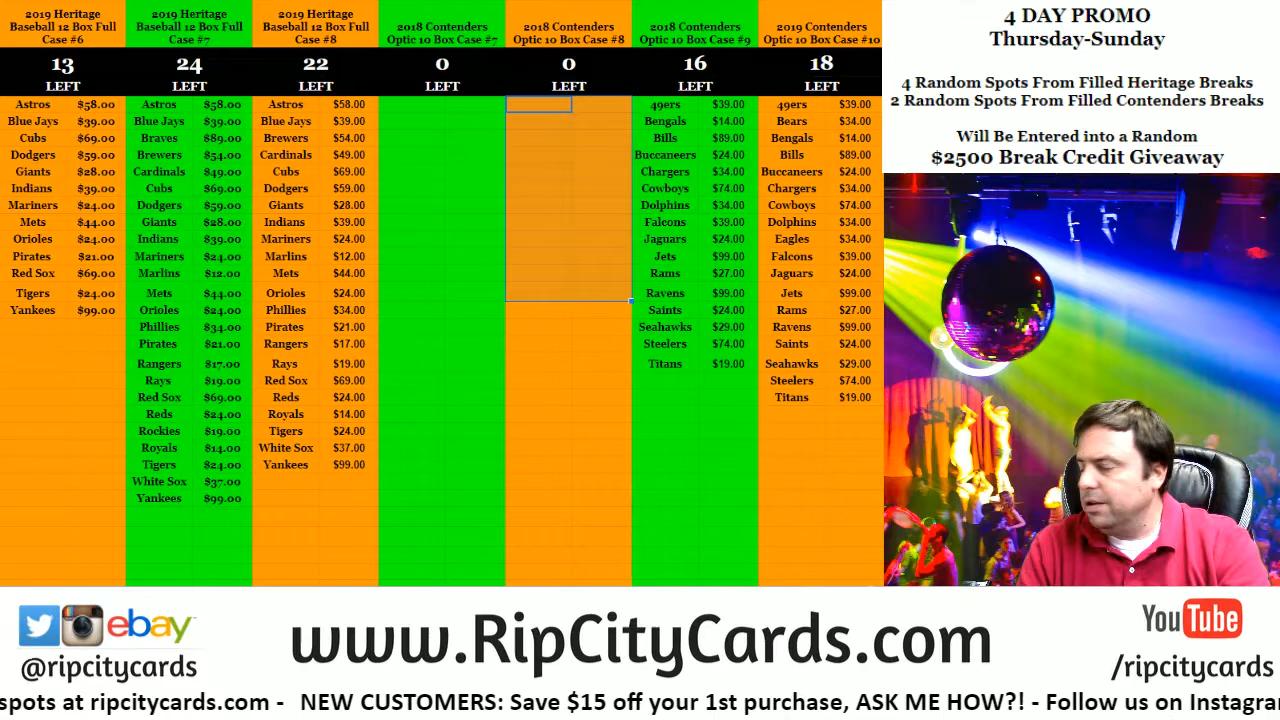 2019 Heritage
Baseball 12 Box Full
Case #6
13
LEFT
Astros $58.00
Blue Jays $39.00
Cubs $69.00
Dodgers $59.00
Giants $28.00
Indians $39.00
Mariners $24.00
Mets $44.00
Orioles $24.00
Pirates $21.00
Red Sox $69.00
Tigers $24.00
Yankees $99.00
2019 Heritage
Baseball 12 Box Full
Case #7
24
LEFT
Astros $58.00
Blue Jays $39.00
Braves $89.00
Brewers $54.00
Cardinals $49.00
Cubs $69.00
Dodgers $59.00
Giants $28.00
Indians $39.00
Mariners $24.00
Marlins $12.00
Mets $44.00
Orioles $24.00
Phillies $34.00
Pirates $21.00
Rangers $17.00
Rays $19.00
Red Sox $69.00
Reds $24.00
Rockies $19.00
Royals $14.00
Tigers $24.00
White Sox $37.00
Yankees $99.00
2019 Heritage
Baseball 12 Box Full
Case #8
22
LEFT
Astros $58.00
Blue Jays $39.00
Brewers $54.00
Cardinals $49.00
Cubs $69.00
Dodgers $59.00
Giants $28.00
Indians $39.00
Mariners $24.00
Marlins $12.00
Mets $44.00
Orioles $24.00
Phillies $34.00
Pirates $21.00
Rangers $17.00
Rays $19.00
Red Sox $69.00
Reds $24.00
Royals $14.00
Tigers $24.00
White Sox $37.00
Yankees $99.00
2018 Contenders
Optic 10 Box Case #7
0
LEFT
2018 Contenders
Optic 10 Box Case #8
0
LEFT
2018 Contenders
Optic 10 Box Case #9
16
LEFT
49ers $39.00
Bengals $14.00
Bills $89.00
Buccaneers $24.00
Chargers $34.00
Cowboys $74.00
Dolphins $34.00
Falcons $39.00
Jaguars $24.00
Jets $99.00
Rams $27.00
Ravens $99.00
Saints $24.00
Seahawks $29.00
Steelers $74.00
Titans $19.00
2019 Contenders
Optic 10 Box Case #10
18
LEFT
49ers $39.00
Bears $34.00
Bengals $14.00
Bills $89.00
Buccaneers $24.00
Chargers $34.00
Cowboys $74.00
Dolphins $34.00
Eagles $34.00
Falcons $39.00
Jaguars $24.00
Jets $99.00
Rams $27.00
Ravens $99.00
Saints $24.00
Seahawks $29.00
Steelers $74.00
Titans $19.00
4 DAY PROMO
Thursday-Sunday
4 Random Spots From Filled Heritage Breaks
2 Random Spots From Filled Contenders Breaks
Will Be Entered into a Random
$2500 Break Credit Giveaway
ebay
@ripcitycards
www.RipCityCards.com
YouTube
/ripcitycards
spots at ripcitycards.com - NEW CUSTOMERS: Save $15 off your 1st purchase, ASK ME HOW?! - Follow us on Instagra